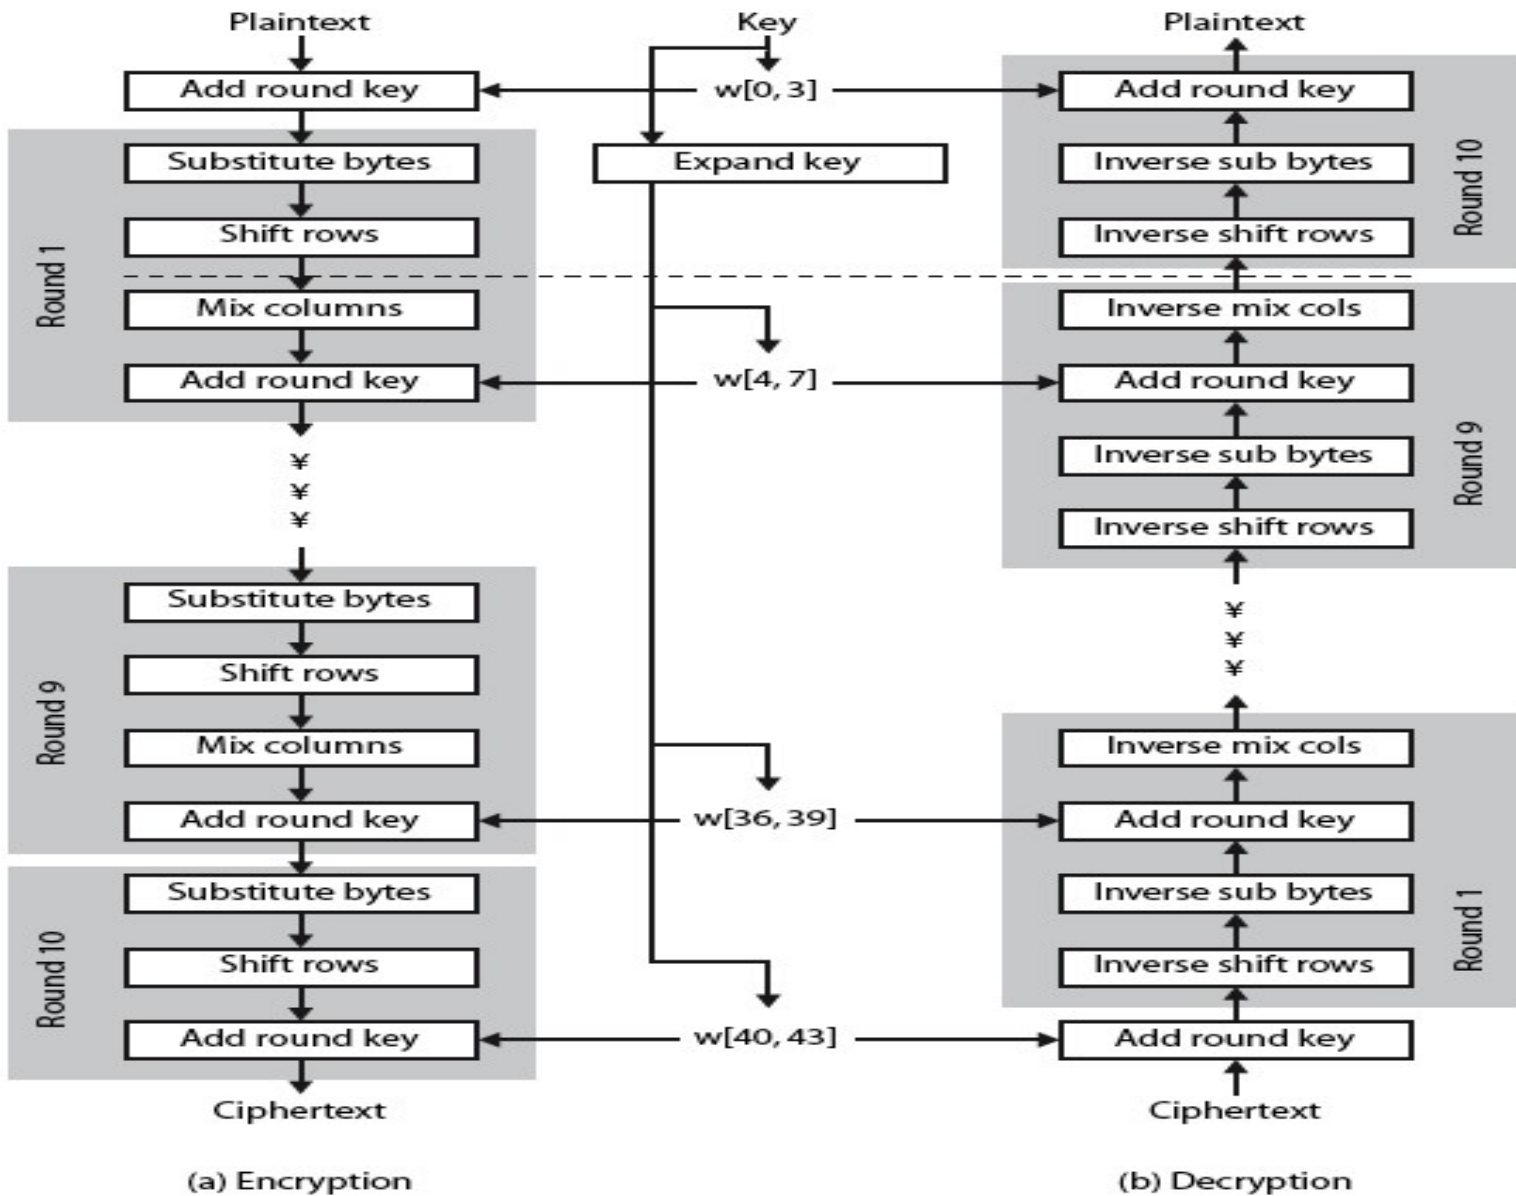 Plaintext
Add round key
Round 1
Substitute bytes
Shift rows
Mix columns
Add round key
¥
¥
¥
Round 9
Substitute bytes
Shift rows
Mix columns
Add round key
Round 10
Substitute bytes
Shift rows
Add round key
Ciphertext
(a) Encryption
Key
w[0, 3]
Expand key
w[4, 7]
w[36, 39]
w[40, 43]
Plaintext
Add round key
Inverse sub bytes
Inverse shift rows
Round 10
Inverse mix cols
Add round key
Inverse sub bytes
Inverse shift rows
Round 9
¥
¥
¥
Inverse mix cols
Add round key
Inverse sub bytes
Inverse shift rows
Round 1
Add round key
Ciphertext
(b) Decryption